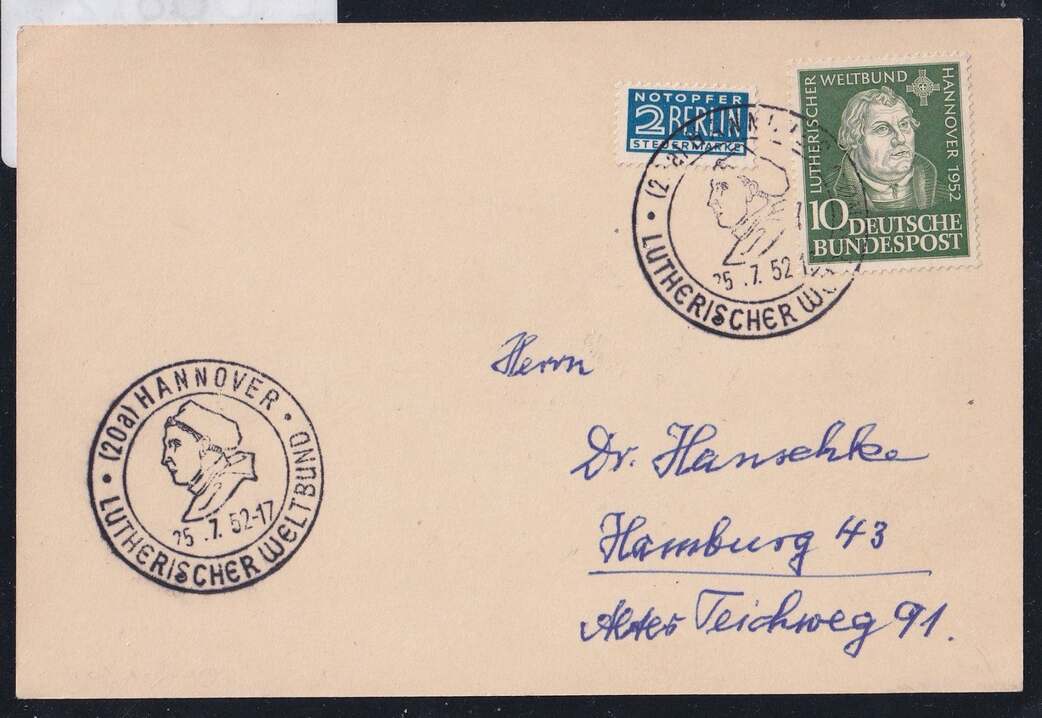 NOTOPFER
2 BERLIN
STEUERMARKE
LUTHERISCHER WELTBUND HANNOVER 1952
10 DEUTSCHE
BUNDESPOST
25.7.52
LUTHERISCHER
Herrn
Dr. Hanschke
Hamburg 43
Alter Teichweg 91.
(20a) HANNOVER
25.7.52-17
LUTHERISCHER WELTBUND